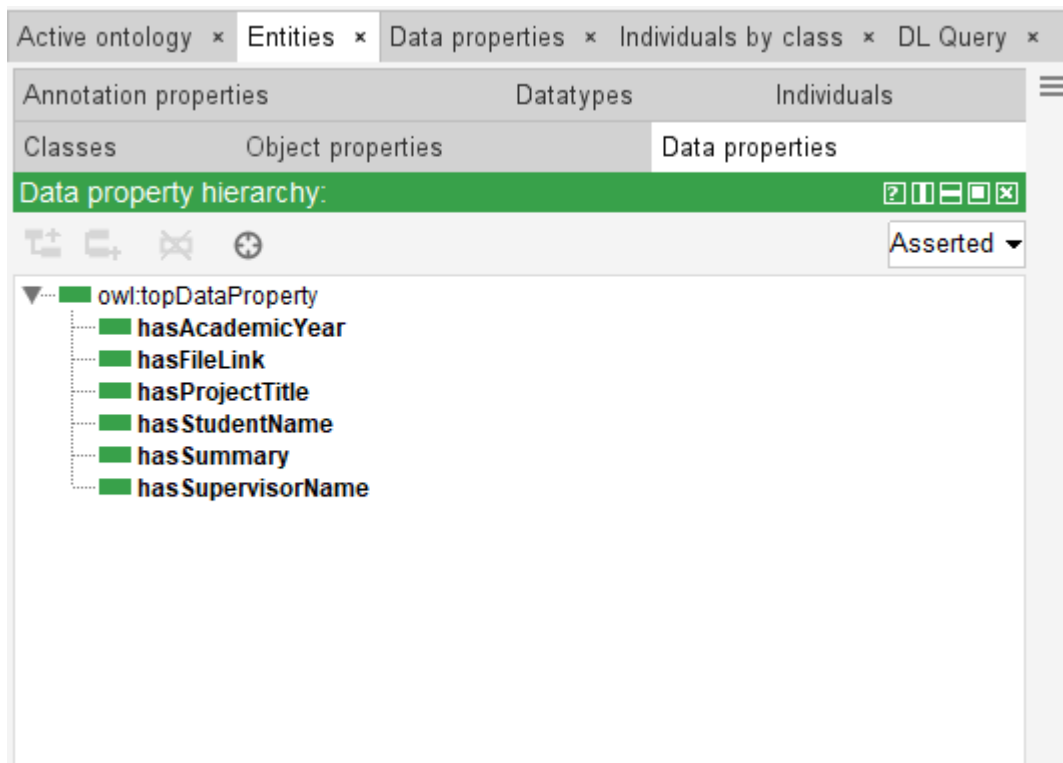 Active ontology × Entities × Data properties × Individuals by class × DL Query ×
Annotation properties Datatypes Individuals
Classes Object properties Data properties
Data property hierarchy:
Asserted
owl:topDataProperty
hasAcademicYear
hasFileLink
hasProjectTitle
hasStudentName
hasSummary
hasSupervisorName